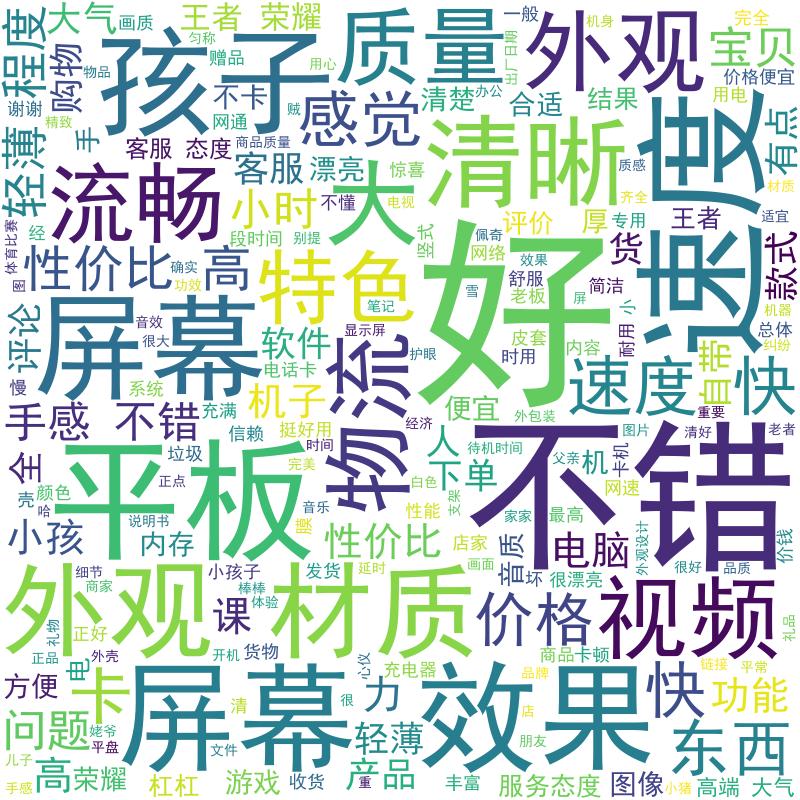 大气
画质
王者 荣耀
一般
机身
完全
程度
购物
孩子
匀称
赠品
质量
用心
出厂日期
外观
宝贝
价格便宜
谢谢
物品
不卡
感觉
清楚
办公
合适
结果
用电
精致
手
网通
贼
商品质量
清晰
速度
有点
轻薄
客服 态度
客服
漂亮
惊喜
质感
材质
流畅
小时
不懂
电视
大
评价
厚
专用
齐全
王者
适宜
经
体育比赛
段时间
别提
竖式
佩奇
网络
货
款式
性价比
高
特色
好
效果
舒服
简洁
小
图
确实
功效
笔记
雪
老板
屏
机器
评论
屏幕
音效
很大
软件
显示屏
物流
护眼
皮套
时用
内容
耐用
自带
总体
纠纷
慢
系统
电话卡
速度
快
手感
不错
充满
机子
便宜
外包装
图片
重要
全
信赖
挺好用
时间
经济
人
不错
清好
老者
垃圾
正点
完美
下单
待机时间
父亲
机
卡机
壳
颜色
平板
白色
支架
网速
哈
说明书
音乐
腰
性能
家家
最高
小孩
内存
性价比
店家
音质
电脑
外观设计
价钱
细节
小孩子
发货
延时
画面
坏
很漂亮
很好
品质
外观
商家
棒棒
体验
材质
价格
视频
礼物
正好
课
礼品
正品
外壳
货物
开机
心仪
充电器
商品
卡顿
链接
平常
方便
电
卡
屏幕
很
力
效果
品牌
快
功能
问题
姥爷
平盘
清
文件
轻薄
店
朋友
东西
儿子
手感
高
荣耀
杠杠
游戏
收货
产品
重
丰富
服务态度
图像
小猪
高端
大气